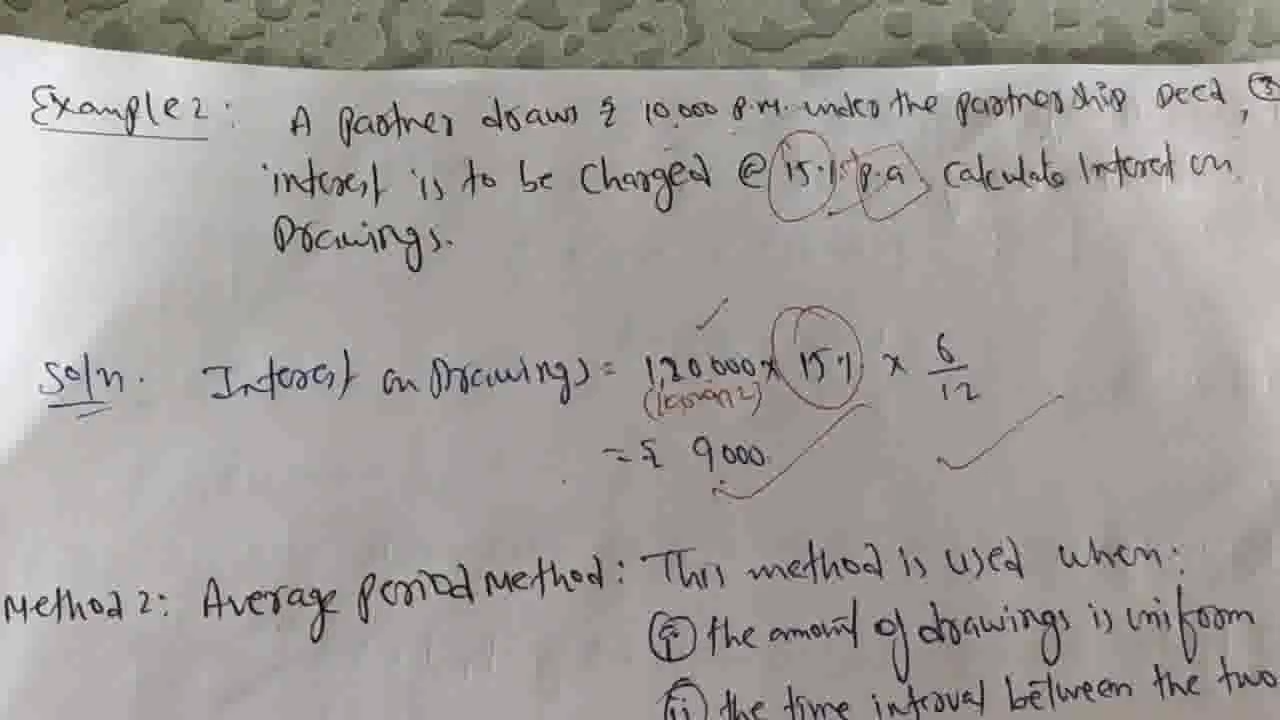 Example 2: A partner draws ₹ 10,000 P.M. under the partnership Deed,
interest is to be charged @ 15% P.a, calculate Interest on
Drawings.
Soln. Interest on Drawings = 1,20,000 x 15% x 6/12
= ₹ 9000.
Method 2: Average period Method: This method is used when:
(i) the amount of drawings is uniform
(ii) the time interval between the two